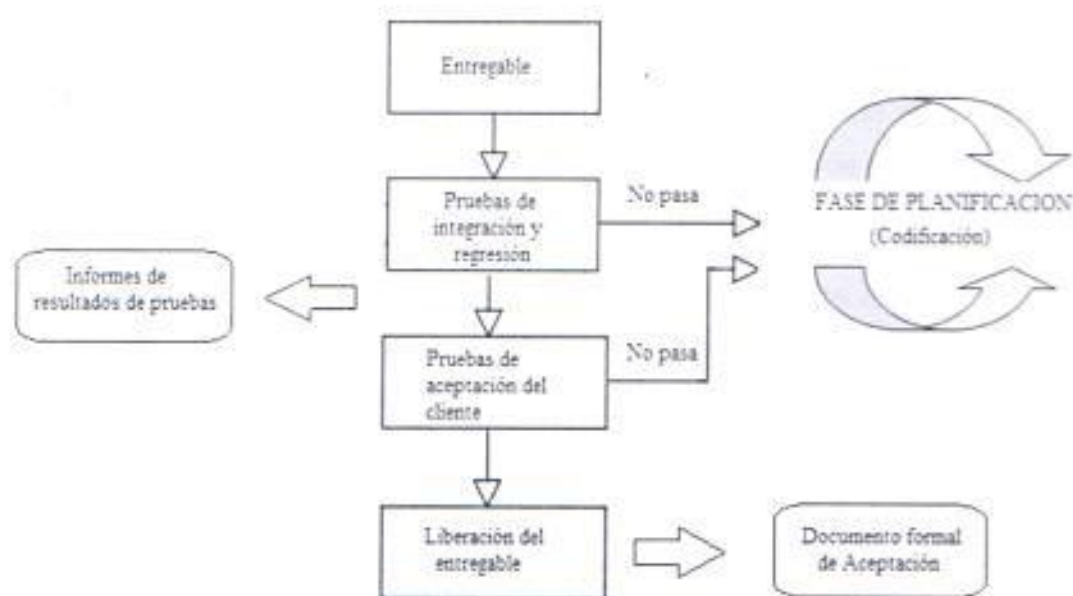 Entregable
Pruebas de
integración y
regresión
No pasa
FASE DE PLANIFICACION
(Codificación)
Informes de
resultados de pruebas
Pruebas de
aceptación del
cliente
No pasa
Liberación del
entregable
Documento formal
de Aceptación